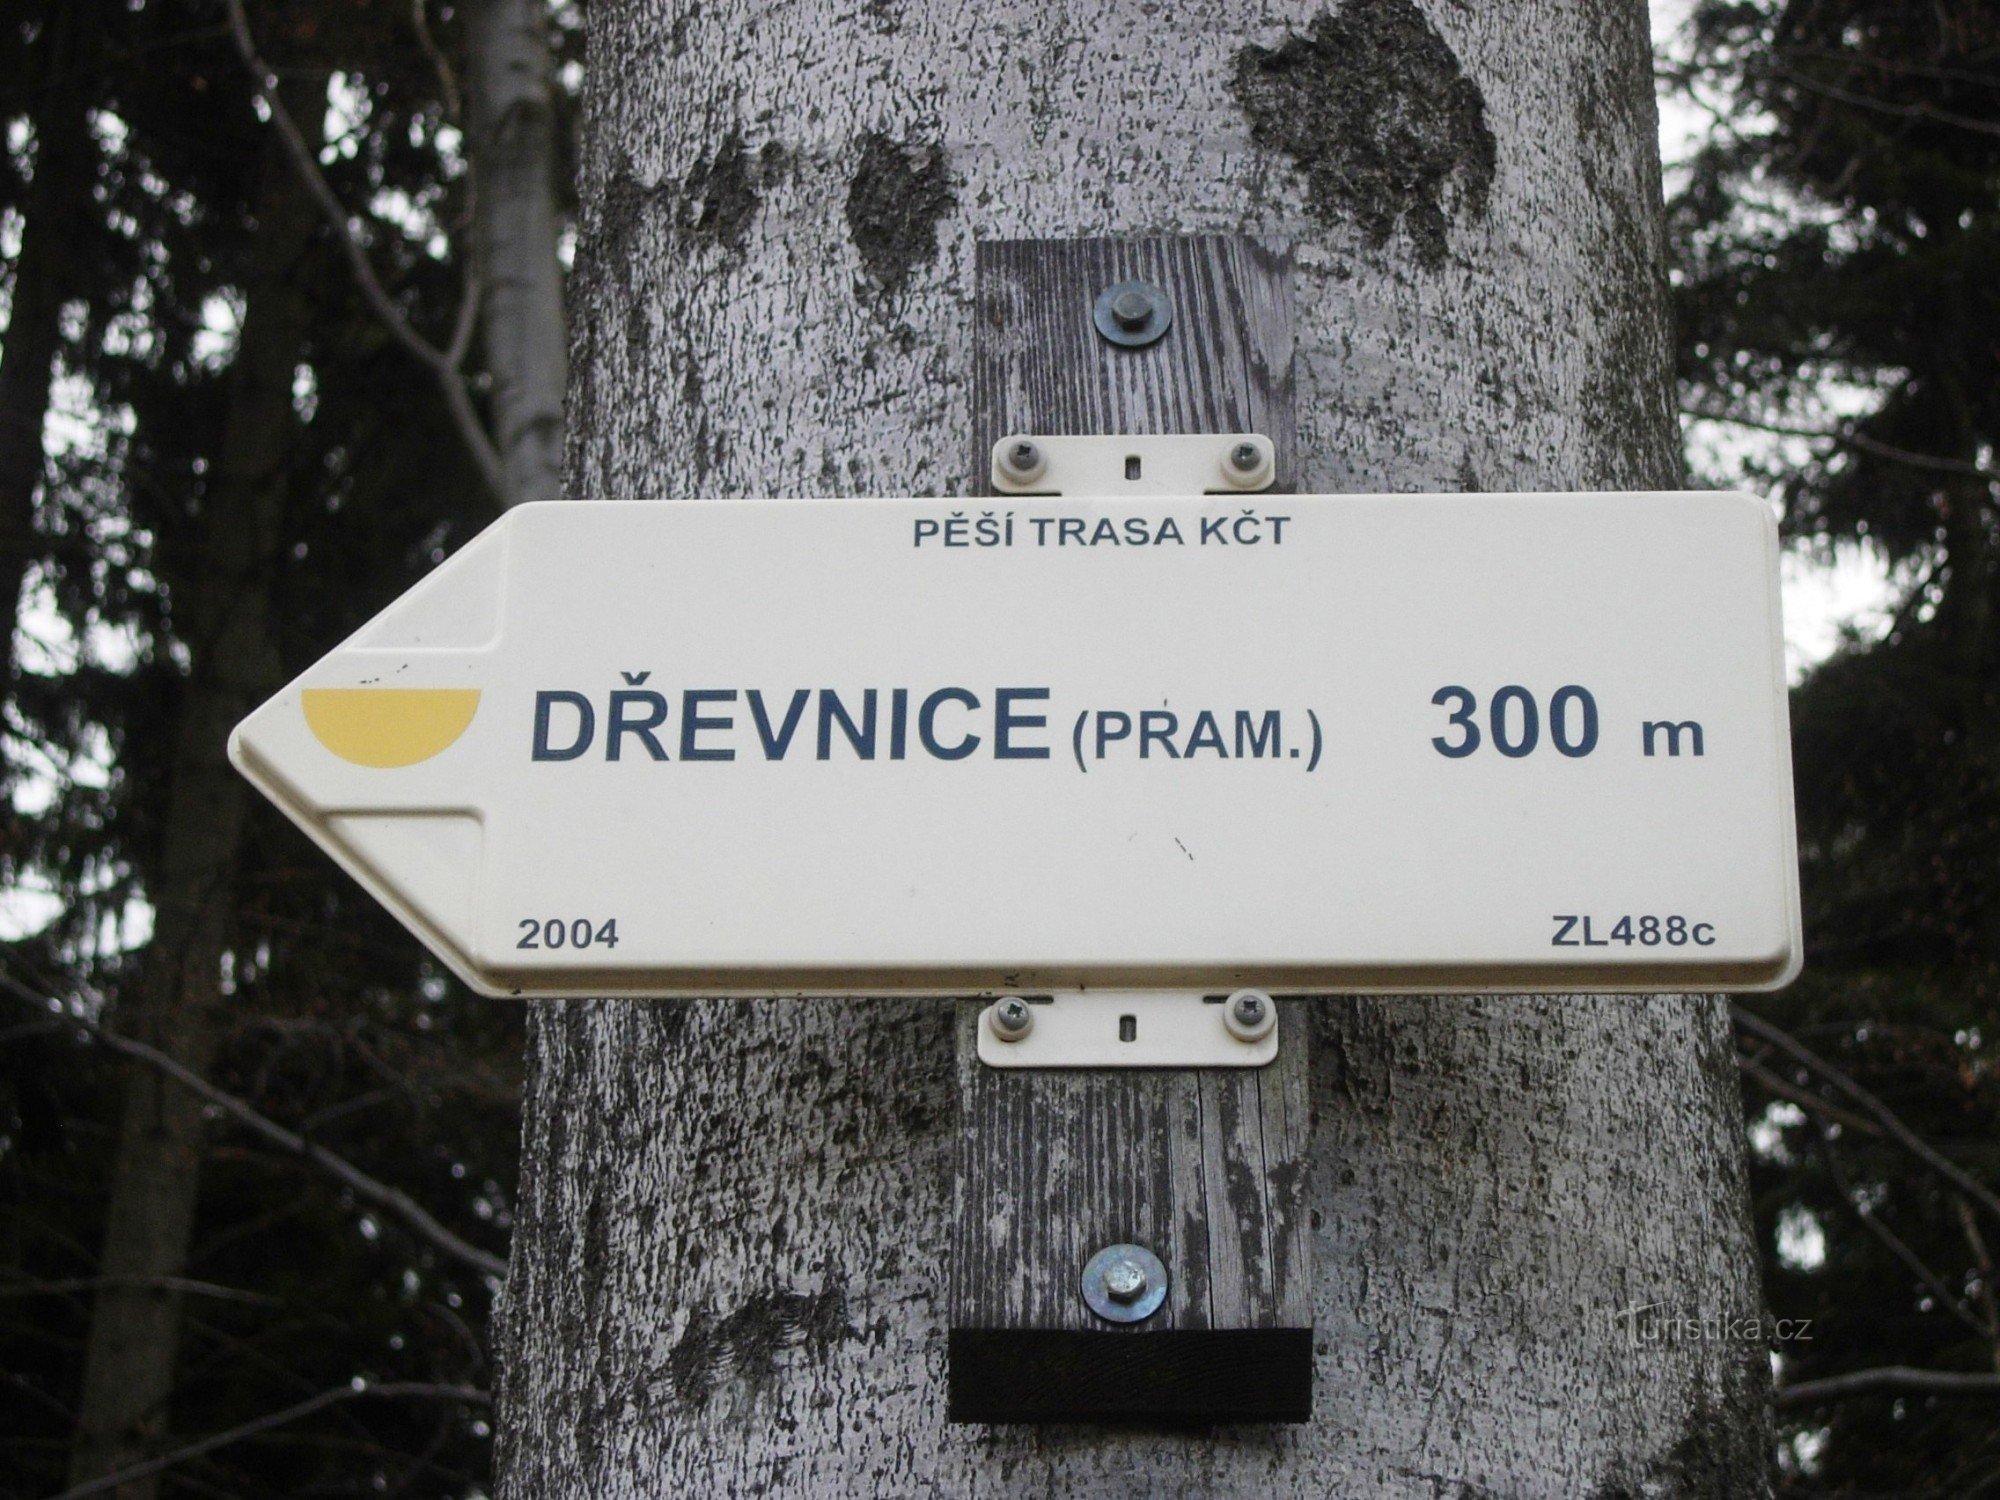 PĚŠÍ TRASA KČT
DŘEVNICE (PRAM.) 300 m
2004 ZL488c
Turistika.cz